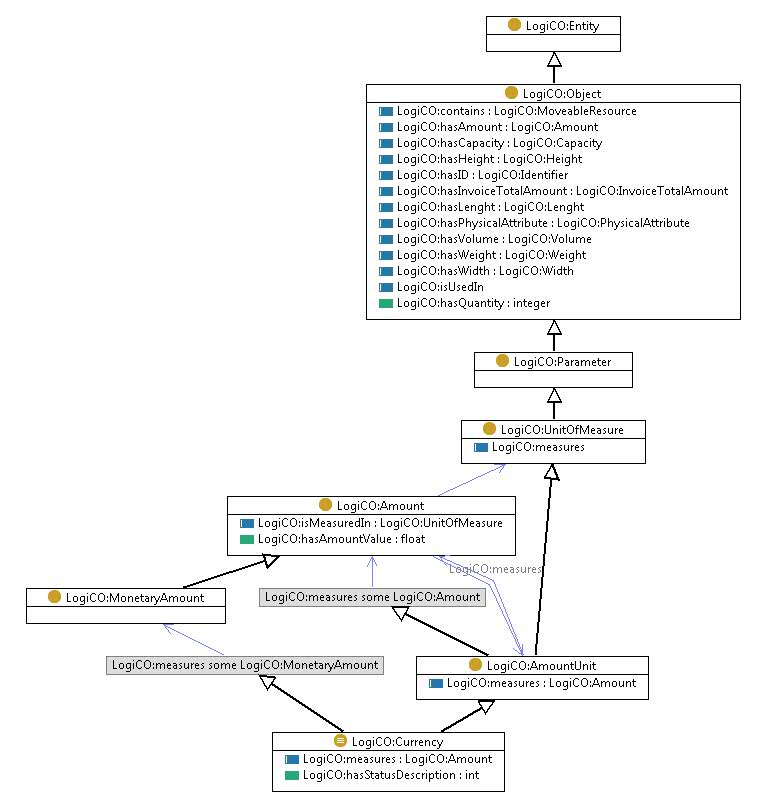 LogiCO:Entity
LogiCO:Object
LogiCO:contains : LogiCO:MoveableResource
LogiCO:hasAmount : LogiCO:Amount
LogiCO:hasCapacity : LogiCO:Capacity
LogiCO:hasHeight : LogiCO:Height
LogiCO:hasID : LogiCO:Identifier
LogiCO:hasInvoiceTotalAmount : LogiCO:InvoiceTotalAmount
LogiCO:hasLenght : LogiCO:Lenght
LogiCO:hasPhysicalAttribute : LogiCO:PhysicalAttribute
LogiCO:hasVolume : LogiCO:Volume
LogiCO:hasWeight : LogiCO:Weight
LogiCO:hasWidth : LogiCO:Width
LogiCO:isUsedIn
LogiCO:hasQuantity : integer
LogiCO:Parameter
LogiCO:UnitOfMeasure
LogiCO:measures
LogiCO:Amount
LogiCO:isMeasuredIn : LogiCO:UnitOfMeasure
LogiCO:hasAmountValue : float
LogiCO:measures
LogiCO:MonetaryAmount
LogiCO:measures some LogiCO:Amount
LogiCO:measures some LogiCO:MonetaryAmount
LogiCO:AmountUnit
LogiCO:measures : LogiCO:Amount
LogiCO:Currency
LogiCO:measures : LogiCO:Amount
LogiCO:hasStatusDescription : int